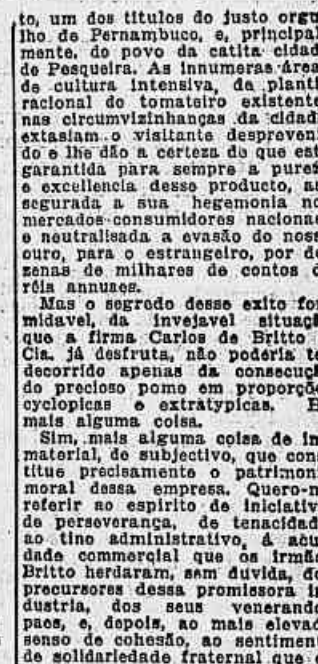 to, um dos titulos do justo orgu
lho de Pernambuco, e, principal
mente, do povo da catita cidad
de Pesqueira. As innumeras área
de cultura intensiva, da planti
racional do tomateiro existente
nas circumvizinhanças da cidad
extasiam o visitante despreven
do e lhe dão a certeza de que est
garantida para sempre a pures
e excellencia desse producto, as
segurada a sua hegemonia no
mercados consumidores naciona
e neutralisada a evasão do noss
ouro, para o estrangeiro, por de
zenas de milhares de contos d
réis annuaes.
Mas o segredo desse exito for
midavel, da invejavel situaçã
que a firma Carlos de Britto
Cia. já desfruta, não poderia te
decorrido apenas da consecuçã
do precioso pomo em proporçõe
cyclopicas e extratypicas. E
mais alguma coisa.
Sim, mais alguma coisa de im
material, de subjectivo, que cons
titue precisamente o patrimoni
moral dessa empresa. Quero-m
referir ao espirito de iniciativ
de perseverança, de tenacidad
ao tino administrativo, á acui
dade commercial que os irmão
Britto herdaram, sem duvida, do
precursores dessa promissora in
dustria, dos seus venerando
paes, e, depois, ao mais elevad
senso de cohesão, ao sentiment
de solidariedade fraternal que o